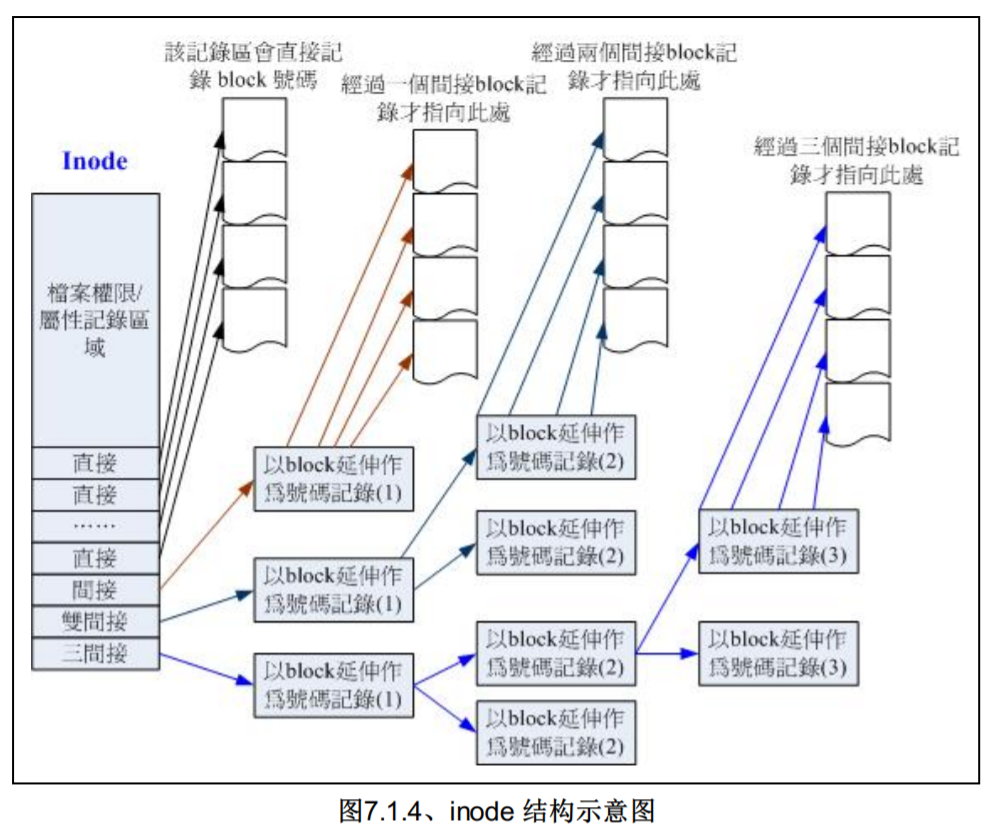 該記錄區會直接記
錄 block 號碼
經過一個間接block記
錄才指向此處
經過兩個間接block記
錄才指向此處
經過三個間接block記
錄才指向此處
Inode
檔案權限/
屬性記錄區
域
直接
直接
……
直接
間接
雙間接
三間接
以block延伸作
爲號碼記錄(1)
以block延伸作
爲號碼記錄(1)
以block延伸作
爲號碼記錄(1)
以block延伸作
爲號碼記錄(2)
以block延伸作
爲號碼記錄(2)
以block延伸作
爲號碼記錄(2)
以block延伸作
爲號碼記錄(2)
以block延伸作
爲號碼記錄(3)
以block延伸作
爲號碼記錄(3)
图7.1.4、inode 结构示意图